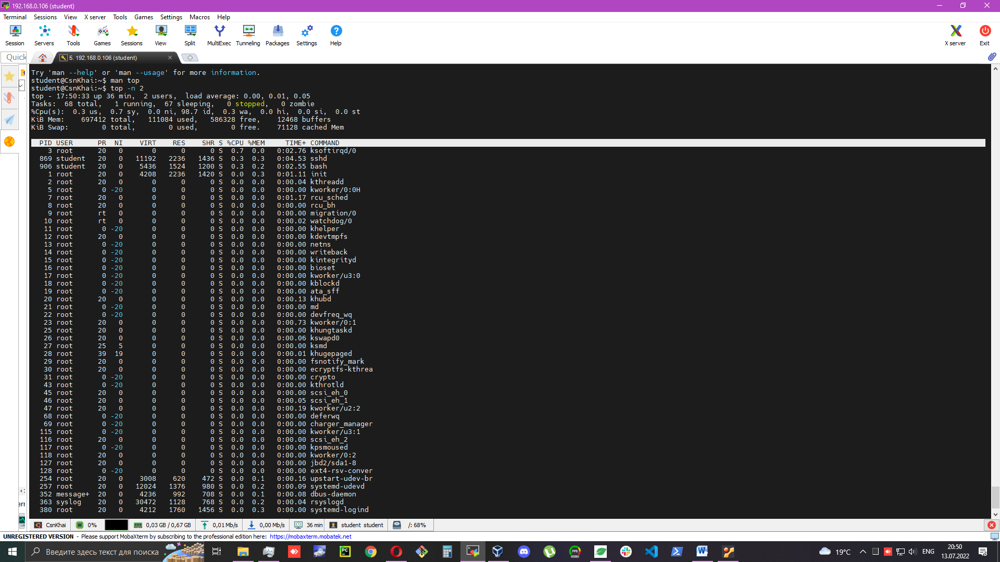 192.168.0.106 (student)
Terminal Sessions View X server Tools Games Settings Macros Help
Session Servers Tools Games Sessions View Split MultiExec Tunneling Packages Settings Help X server Exit
Quick 5. 192.168.0.106 (student)
Try 'man --help' or 'man --usage' for more information.
student@CsnKhai:~$ man top
student@CsnKhai:~$ top -n 2
top - 17:50:33 up 36 min,  2 users,  load average: 0.00, 0.01, 0.05
Tasks:  68 total,   1 running,  67 sleeping,   0 stopped,   0 zombie
%Cpu(s):  0.3 us,  0.7 sy,  0.0 ni, 98.7 id,  0.3 wa,  0.0 hi,  0.0 si,  0.0 st
KiB Mem:    697412 total,   111084 used,   586328 free,    12468 buffers
KiB Swap:        0 total,        0 used,        0 free.    71128 cached Mem
PID USER      PR  NI    VIRT    RES    SHR S %CPU %MEM     TIME+ COMMAND
3 root      20   0       0      0      0 S  0.7  0.0   0:02.76 ksoftirqd/0
869 student   20   0   11192   2236   1436 S  0.3  0.3   0:04.53 sshd
906 student   20   0    5436   1524   1200 S  0.3  0.2   0:02.55 bash
1 root      20   0    4208   2236   1420 S  0.0  0.3   0:01.11 init
2 root      20   0       0      0      0 S  0.0  0.0   0:00.04 kthreadd
5 root       0 -20       0      0      0 S  0.0  0.0   0:00.00 kworker/0:0H
7 root      20   0       0      0      0 S  0.0  0.0   0:01.17 rcu_sched
8 root      20   0       0      0      0 S  0.0  0.0   0:00.00 rcu_bh
9 root      rt   0       0      0      0 S  0.0  0.0   0:00.00 migration/0
10 root      rt   0       0      0      0 S  0.0  0.0   0:00.02 watchdog/0
11 root       0 -20       0      0      0 S  0.0  0.0   0:00.00 khelper
12 root      20   0       0      0      0 S  0.0  0.0   0:00.00 kdevtmpfs
13 root       0 -20       0      0      0 S  0.0  0.0   0:00.00 netns
14 root       0 -20       0      0      0 S  0.0  0.0   0:00.00 writeback
15 root       0 -20       0      0      0 S  0.0  0.0   0:00.00 kintegrityd
16 root       0 -20       0      0      0 S  0.0  0.0   0:00.00 bioset
17 root       0 -20       0      0      0 S  0.0  0.0   0:00.00 kworker/u3:0
18 root       0 -20       0      0      0 S  0.0  0.0   0:00.00 kblockd
19 root       0 -20       0      0      0 S  0.0  0.0   0:00.00 ata_sff
20 root      20   0       0      0      0 S  0.0  0.0   0:00.13 khubd
21 root       0 -20       0      0      0 S  0.0  0.0   0:00.00 md
22 root       0 -20       0      0      0 S  0.0  0.0   0:00.00 devfreq_wq
23 root      20   0       0      0      0 S  0.0  0.0   0:00.73 kworker/0:1
25 root      20   0       0      0      0 S  0.0  0.0   0:00.00 khungtaskd
26 root      20   0       0      0      0 S  0.0  0.0   0:00.06 kswapd0
27 root      25   5       0      0      0 S  0.0  0.0   0:00.00 ksmd
28 root      39  19       0      0      0 S  0.0  0.0   0:00.01 khugepaged
29 root      20   0       0      0      0 S  0.0  0.0   0:00.00 fsnotify_mark
30 root      20   0       0      0      0 S  0.0  0.0   0:00.00 ecryptfs-kthrea
31 root       0 -20       0      0      0 S  0.0  0.0   0:00.00 crypto
43 root       0 -20       0      0      0 S  0.0  0.0   0:00.00 kthrotld
45 root      20   0       0      0      0 S  0.0  0.0   0:00.00 scsi_eh_0
46 root      20   0       0      0      0 S  0.0  0.0   0:00.05 scsi_eh_1
47 root      20   0       0      0      0 S  0.0  0.0   0:00.19 kworker/u2:2
68 root       0 -20       0      0      0 S  0.0  0.0   0:00.00 deferwq
69 root       0 -20       0      0      0 S  0.0  0.0   0:00.00 charger_manager
115 root       0 -20       0      0      0 S  0.0  0.0   0:00.00 kworker/u3:1
116 root      20   0       0      0      0 S  0.0  0.0   0:00.00 scsi_eh_2
117 root       0 -20       0      0      0 S  0.0  0.0   0:00.00 kpsmoused
118 root      20   0       0      0      0 S  0.0  0.0   0:00.00 kworker/0:2
127 root      20   0       0      0      0 S  0.0  0.0   0:00.00 jbd2/sda1-8
128 root       0 -20       0      0      0 S  0.0  0.0   0:00.00 ext4-rsv-conver
254 root      20   0    3008    620    472 S  0.0  0.1   0:00.16 upstart-udev-br
257 root      20   0   12024   1376    980 S  0.0  0.2   0:00.09 systemd-udevd
352 message+  20   0    4236    992    708 S  0.0  0.1   0:00.08 dbus-daemon
363 syslog    20   0   30472   1128    768 S  0.0  0.2   0:00.04 rsyslogd
380 root      20   0    4212   1760   1456 S  0.0  0.3   0:00.00 systemd-logind
CsnKhai 0% 0,03 GB / 0,67 GB 0,01 Mb/s 0,00 Mb/s 36 min student student /: 68%
UNREGISTERED VERSION - Please support MobaXterm by subscribing to the professional edition here: https://mobaxterm.mobatek.net
Введите здесь текст для поиска 19°C ENG 20:50
13.07.2022